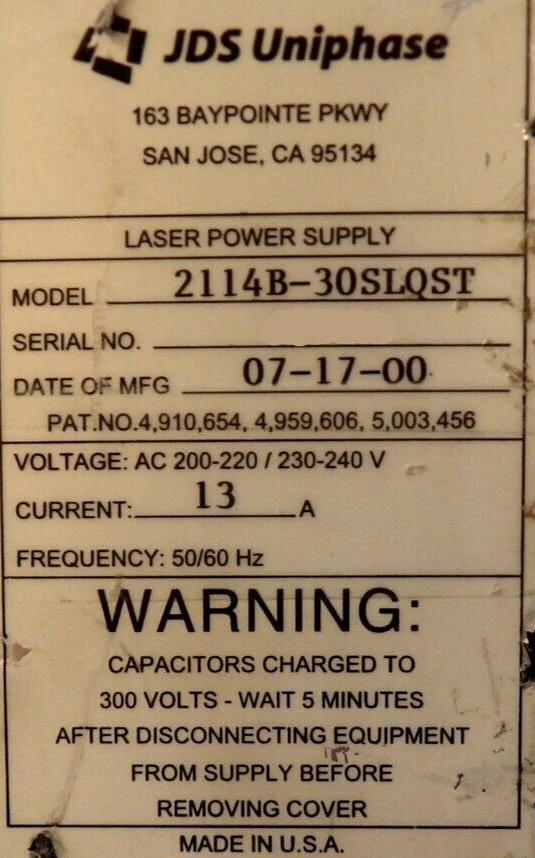 JDS Uniphase
163 BAYPOINTE PKWY
SAN JOSE, CA 95134
LASER POWER SUPPLY
MODEL 2114B-30SLQST
SERIAL NO.
DATE OF MFG 07-17-00
PAT.NO.4,910,654, 4,959,606, 5,003,456
VOLTAGE: AC 200-220 / 230-240 V
CURRENT: 13 A
FREQUENCY: 50/60 Hz
WARNING:
CAPACITORS CHARGED TO
300 VOLTS - WAIT 5 MINUTES
AFTER DISCONNECTING EQUIPMENT
FROM SUPPLY BEFORE
REMOVING COVER
MADE IN U.S.A.